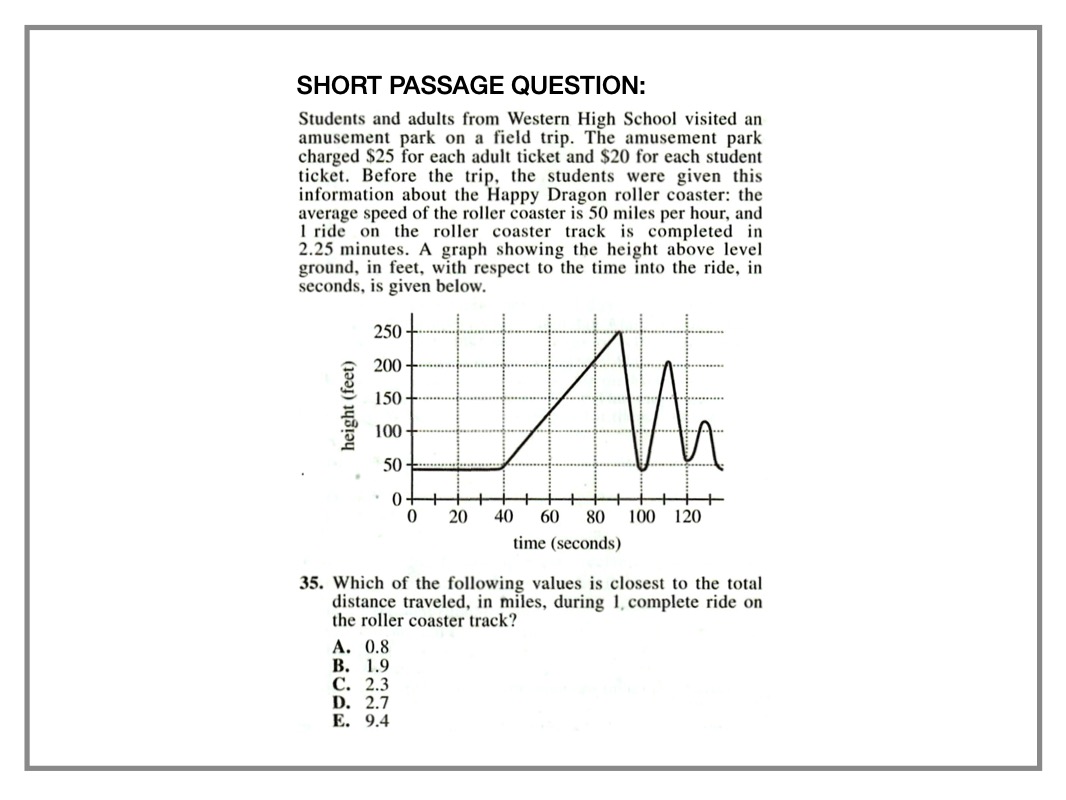 SHORT PASSAGE QUESTION:
Students and adults from Western High School visited an
amusement park on a field trip. The amusement park
charged $25 for each adult ticket and $20 for each student
ticket. Before the trip, the students were given this
information about the Happy Dragon roller coaster: the
average speed of the roller coaster is 50 miles per hour, and
1 ride on the roller coaster track is completed in
2.25 minutes. A graph showing the height above level
ground, in feet, with respect to the time into the ride, in
seconds, is given below.
height (feet)
250
200
150
100
50
0
0 20 40 60 80 100 120
time (seconds)
35. Which of the following values is closest to the total
distance traveled, in miles, during 1 complete ride on
the roller coaster track?
A. 0.8
B. 1.9
C. 2.3
D. 2.7
E. 9.4